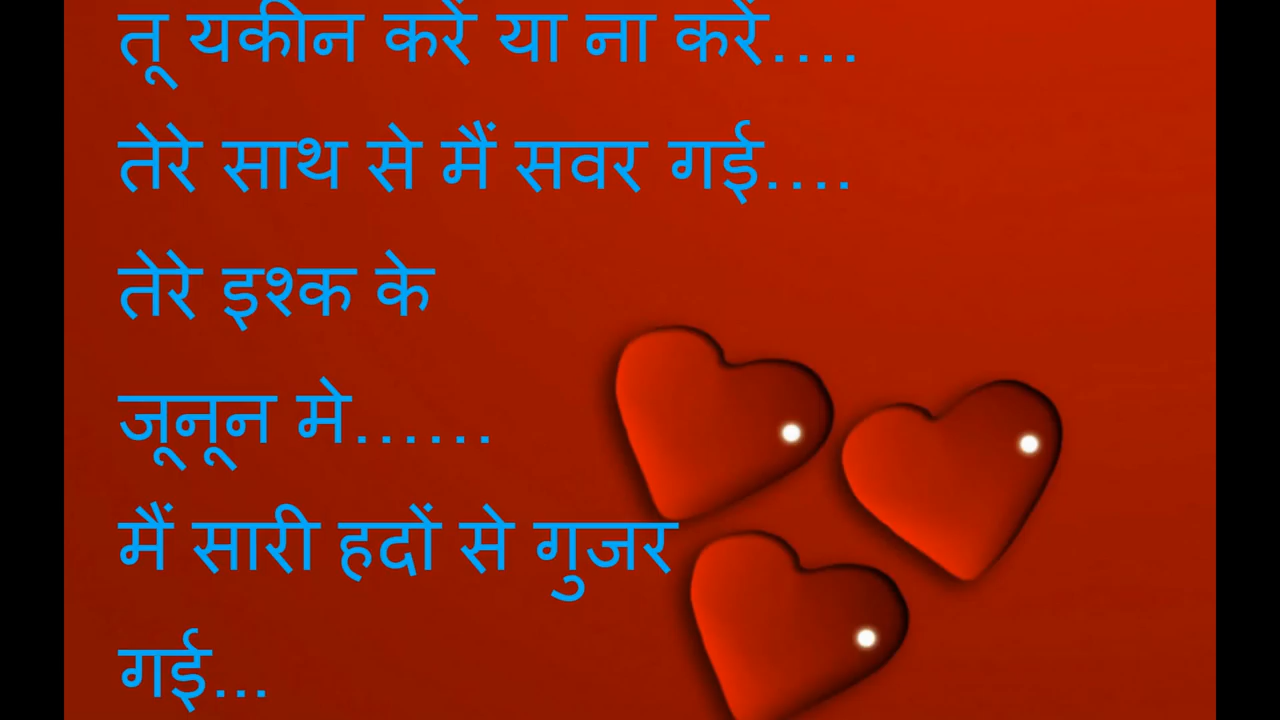 तू यकीन करें या ना करें....
तेरे साथ से मैं सवर गई....
तेरे इश्क के
जूनून मे......
मैं सारी हदों से गुजर
गई...